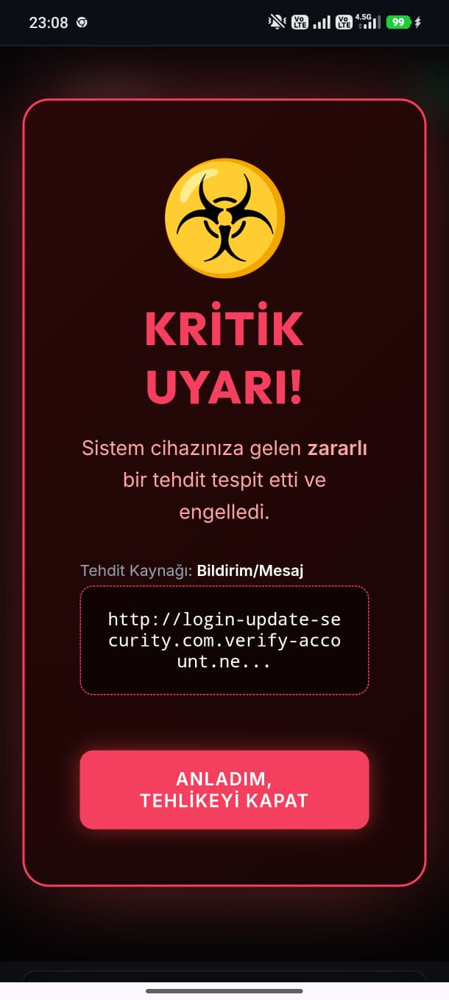 23:08
Vo LTE
Vo LTE
4.5G
99
KRİTİK
UYARI!
Sistem cihazınıza gelen zararlı
bir tehdit tespit etti ve
engelledi.
Tehdit Kaynağı: Bildirim/Mesaj
http://login-update-se
curity.com.verify-acco
unt.ne...
ANLADIM,
TEHLİKEYİ KAPAT